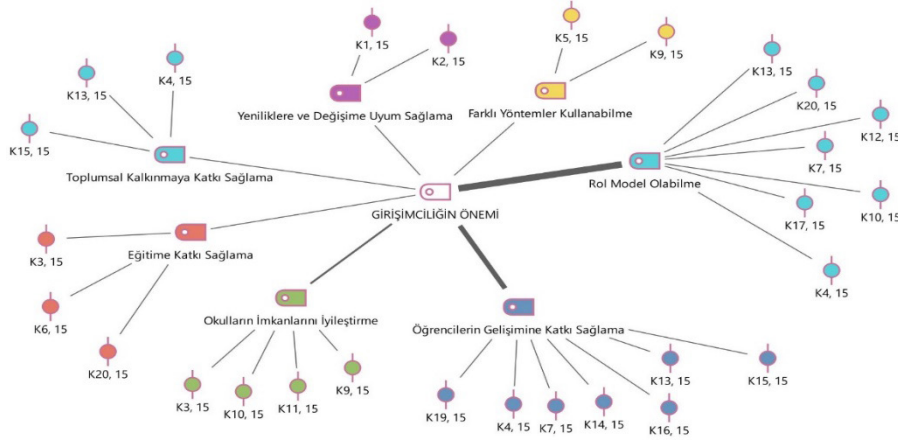 K1, 15
K2, 15
K5, 15
K9, 15
K13, 15
K4, 15
K15, 15
Yeniliklere ve Değişime Uyum Sağlama
Farklı Yöntemler Kullanabilme
K13, 15
K20, 15
K12, 15
K7, 15
K10, 15
K17, 15
K4, 15
Toplumsal Kalkınmaya Katkı Sağlama
Rol Model Olabilme
GİRİŞİMCİLİĞİN ÖNEMİ
Eğitime Katkı Sağlama
K3, 15
K6, 15
K20, 15
Okulların İmkanlarını İyileştirme
Öğrencilerin Gelişimine Katkı Sağlama
K3, 15
K10, 15
K11, 15
K9, 15
K19, 15
K4, 15
K7, 15
K14, 15
K16, 15
K13, 15
K15, 15